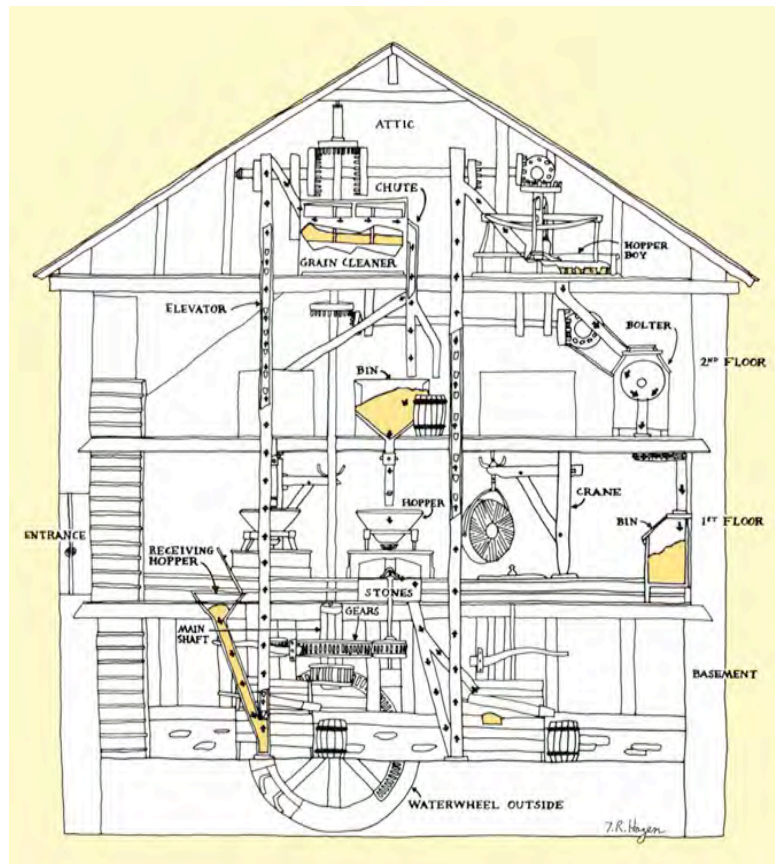 ATTIC
CHUTE
GRAIN CLEANER
HOPPER
BOY
ELEVATOR
BOLTER
2ND FLOOR
BIN
CRANE
HOPPER
BIN
1ST FLOOR
ENTRANCE
RECEIVING
HOPPER
STONES
GEARS
MAIN
SHAFT
BASEMENT
WATERWHEEL OUTSIDE
T.R. Hazen